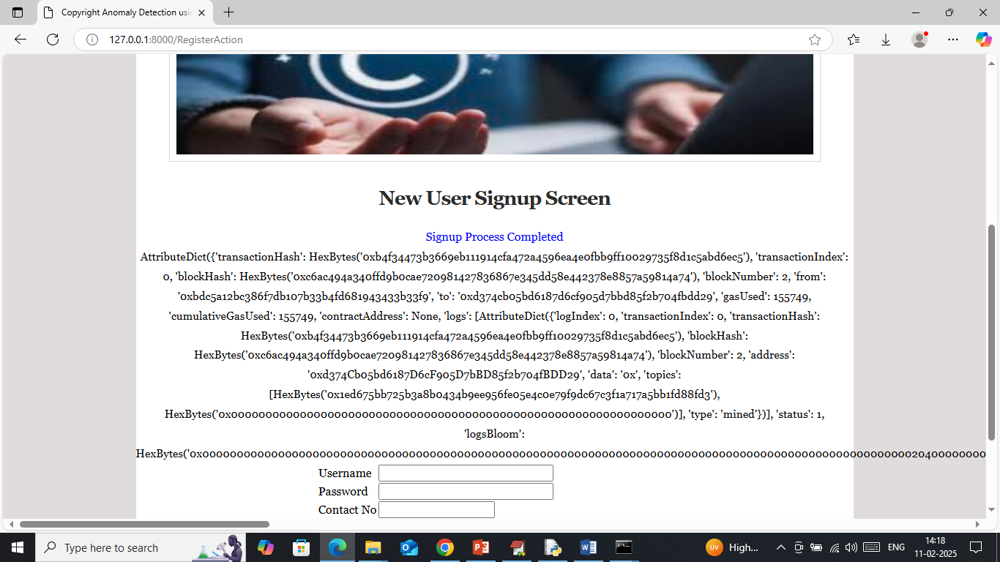 Copyright Anomaly Detection usi
127.0.0.1:8000/RegisterAction
New User Signup Screen
Signup Process Completed
AttributeDict({'transactionHash': HexBytes('0xb4f34473b3669eb111914cfa472a4596ea4e0fbb9ff10029735f8d1c5abd6ec5'), 'transactionIndex':
0, 'blockHash': HexBytes('0xc6ac494a340ffd9b0cae720981427836867e345dd58e442378e8857a59814a74'), 'blockNumber': 2, 'from':
'0xbdc5a12bc386f7db107b33b4fd681943433b33f9', 'to': '0xd374cb05bd6187d6cf905d7bbd85f2b704fbdd29', 'gasUsed': 155749,
'cumulativeGasUsed': 155749, 'contractAddress': None, 'logs': [AttributeDict({'logIndex': 0, 'transactionIndex': 0, 'transactionHash':
HexBytes('0xb4f34473b3669eb111914cfa472a4596ea4e0fbb9ff10029735f8d1c5abd6ec5'), 'blockHash':
HexBytes('0xc6ac494a340ffd9b0cae720981427836867e345dd58e442378e8857a59814a74'), 'blockNumber': 2, 'address':
'0xd374Cb05bd6187D6cF905D7bBD85f2b704fBDD29', 'data': '0x', 'topics':
[HexBytes('0x1ed675bb725b3a8b0434b9ee956fe05e4c0e79f9dc67c3f1a717a5bb1fd88fd3'),
HexBytes('0x0000000000000000000000000000000000000000000000000000000000000000')], 'type': 'mined'})], 'status': 1,
'logsBloom':
Username
Password
Contact No
Type here to search
UV
High...
ENG
14:18
11-02-2025